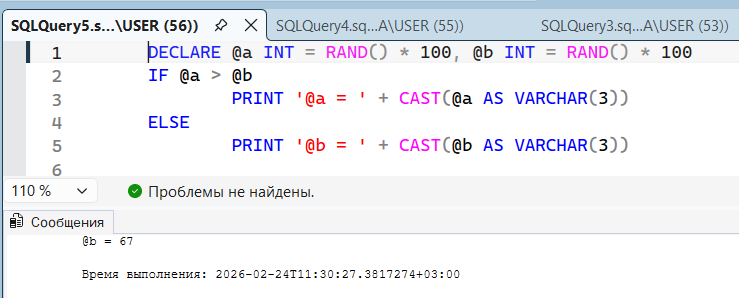 SQLQuery5.s...\USER (56))
SQLQuery4.sq...A\USER (55))
SQLQuery3.sq...A\USER (53))
1 DECLARE @a INT = RAND() * 100, @b INT = RAND() * 100
2 IF @a > @b
3 PRINT '@a = ' + CAST(@a AS VARCHAR(3))
4 ELSE
5 PRINT '@b = ' + CAST(@b AS VARCHAR(3))
6
110 %
Проблемы не найдены.
Сообщения
@b = 67
Время выполнения: 2026-02-24T11:30:27.3817274+03:00